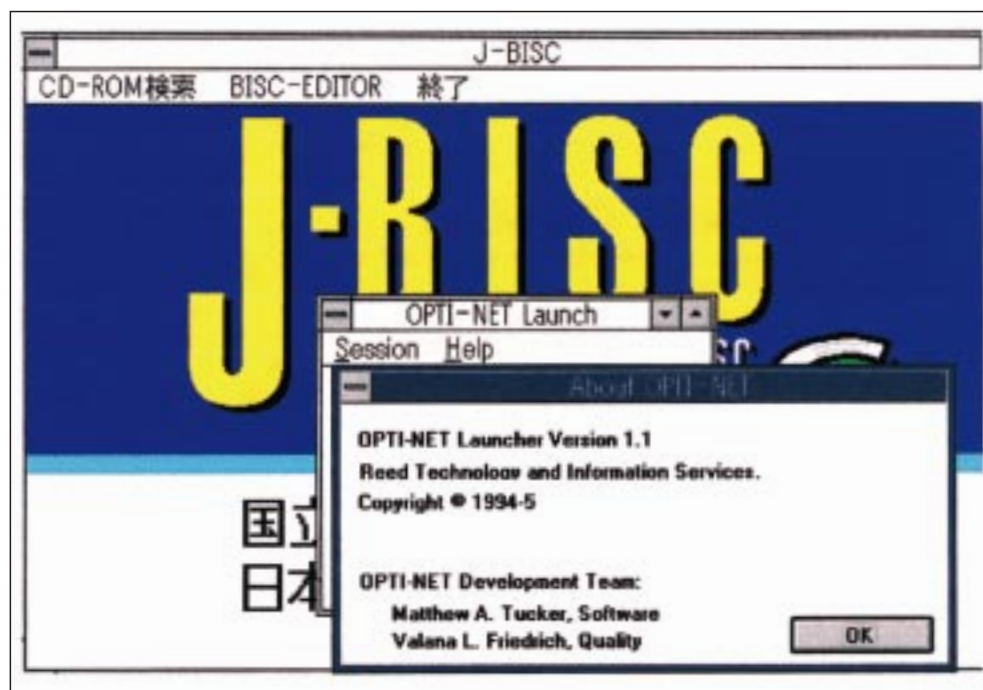 J-BISC
CD-ROM検索 BISC-EDITOR 終了
J-BISC
OPTI-NET Launch
Session Help
About OPTI-NET
OPTI-NET Launcher Version 1.1
Reed Technology and Information Services.
Copyright © 1994-5
国立
日本
OPTI-NET Development Team:
Matthew A. Tucker, Software
Valana L. Friedrich, Quality
OK